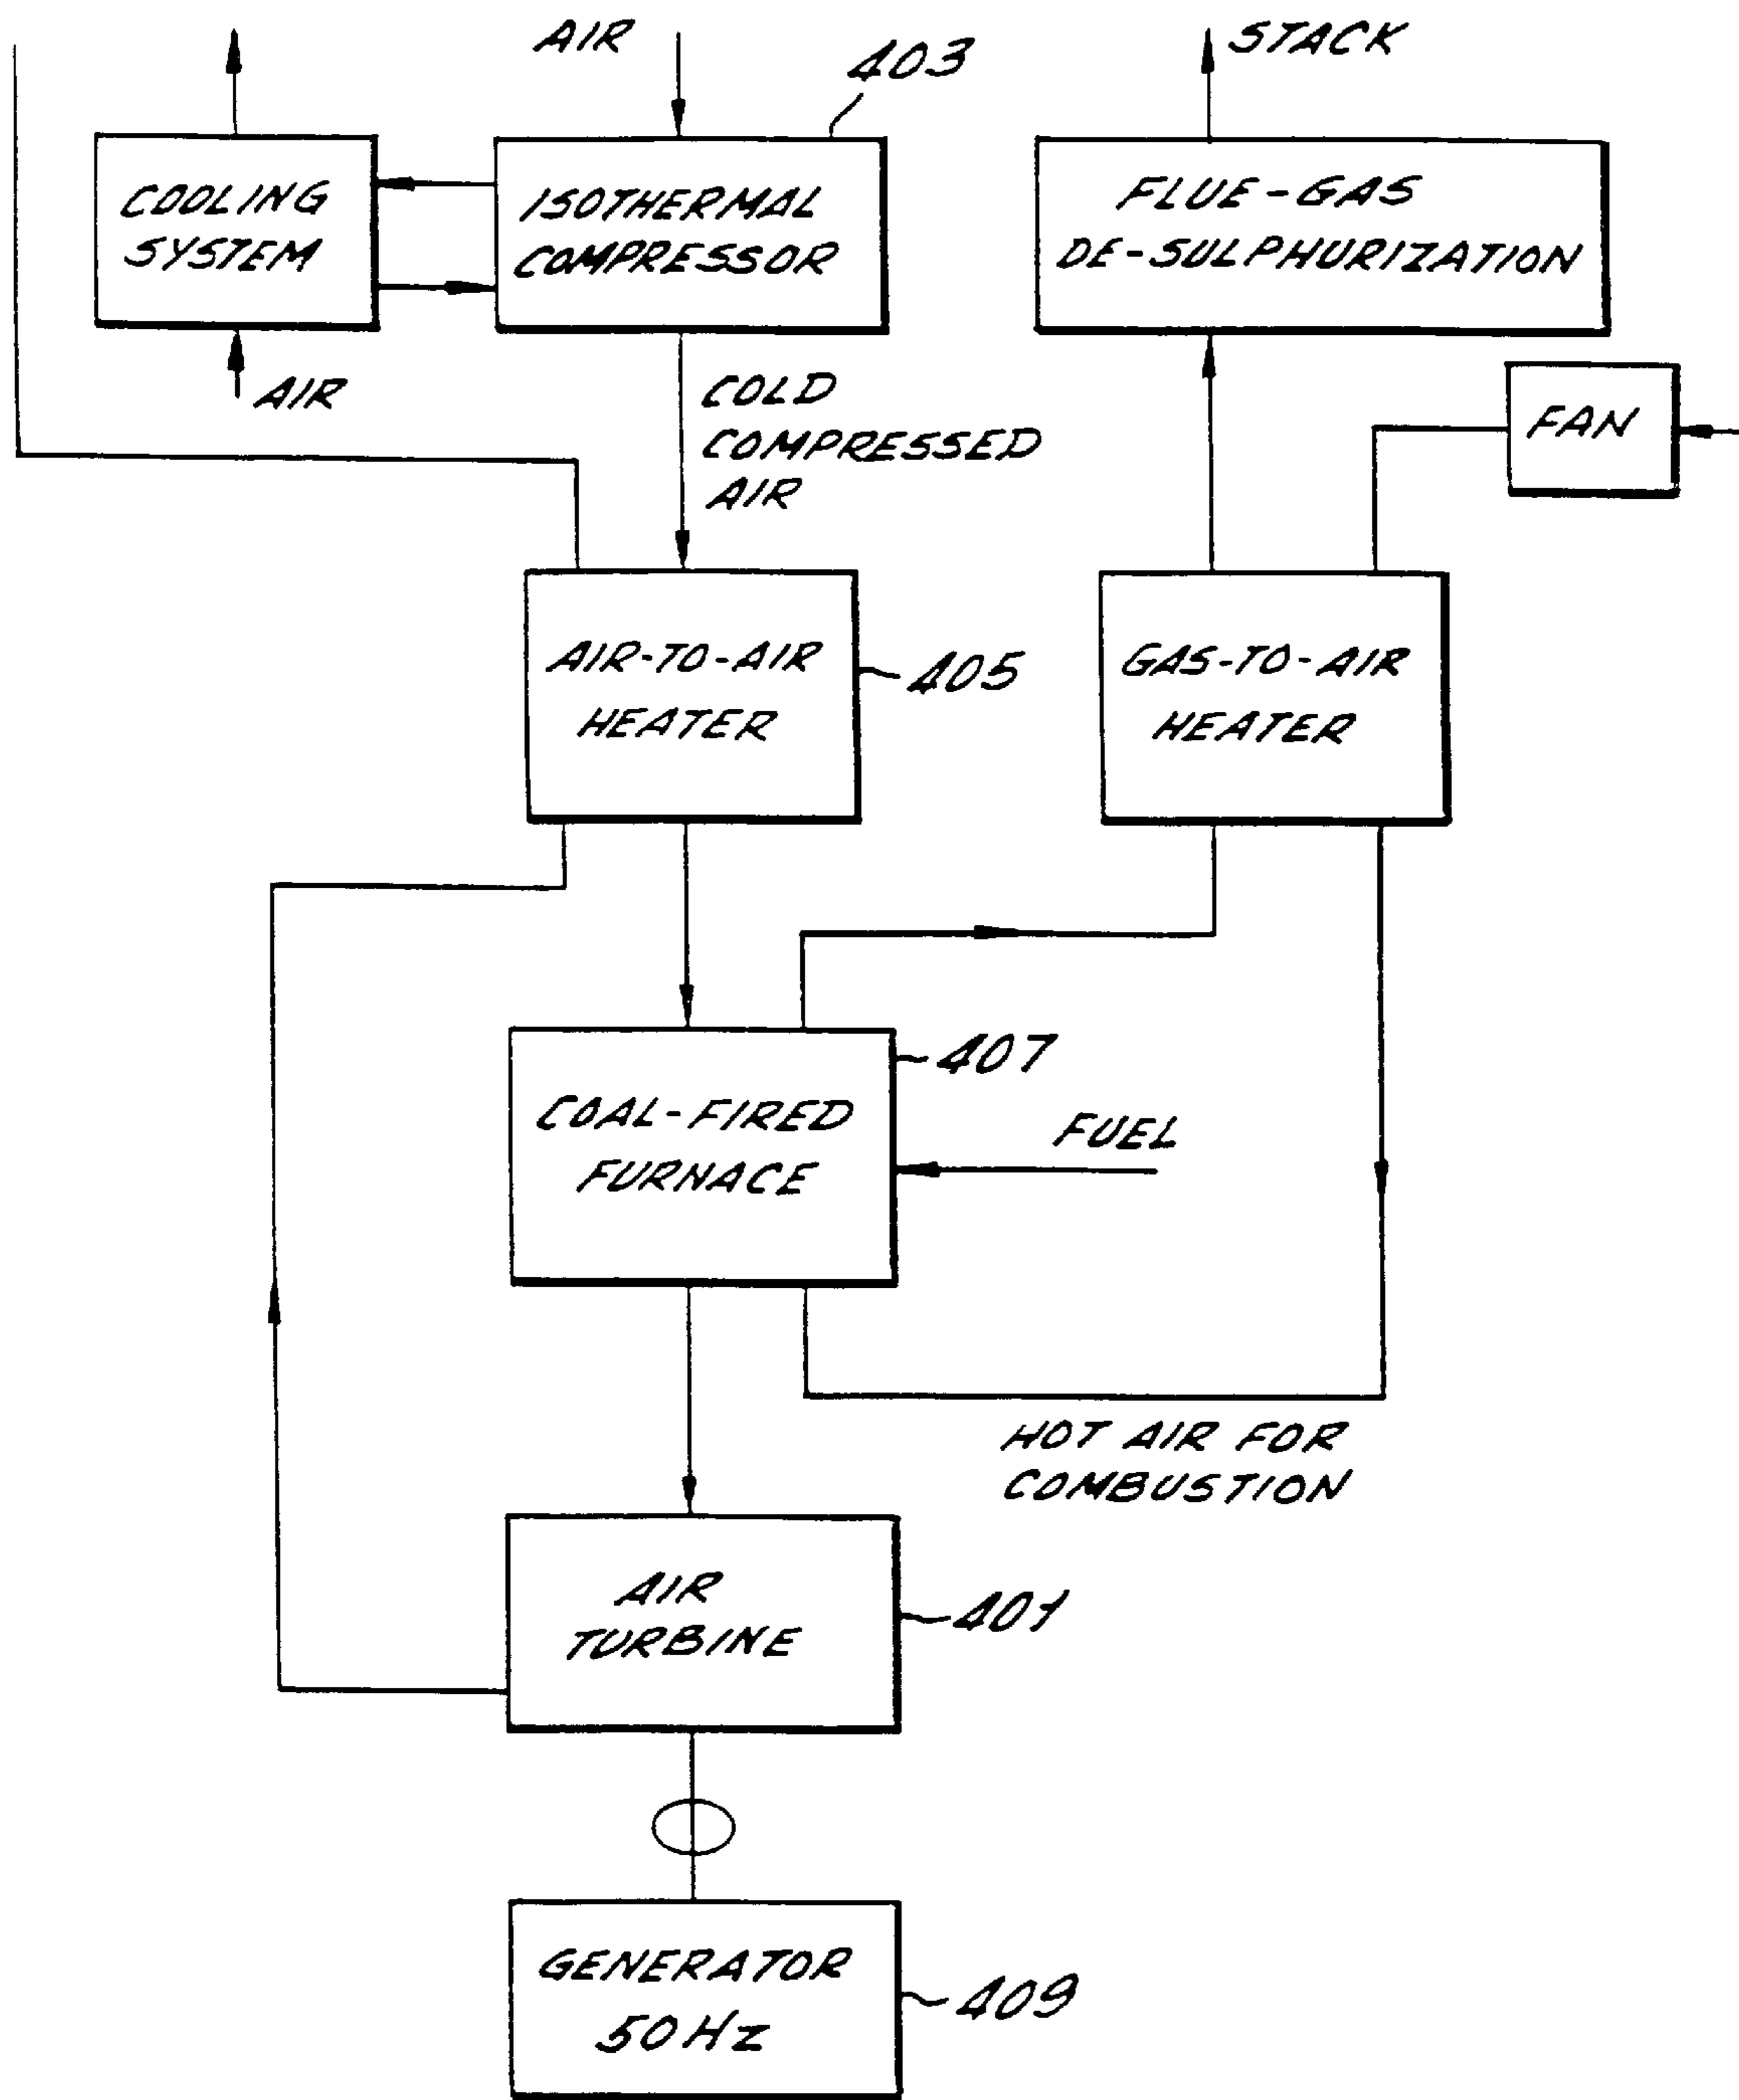 AIR
403
STACK
COOLING
SYSTEM
ISOTHERMAL
COMPRESSOR
FLUE-GAS
DE-SULPHURIZATION
AIR
COLD
COMPRESSED
AIR
FAN
AIR-TO-AIR
HEATER
405
GAS-TO-AIR
HEATER
407
COAL-FIRED
FURNACE
FUEL
HOT AIR FOR
COMBUSTION
AIR
TURBINE
401
GENERATOR
50 Hz
409